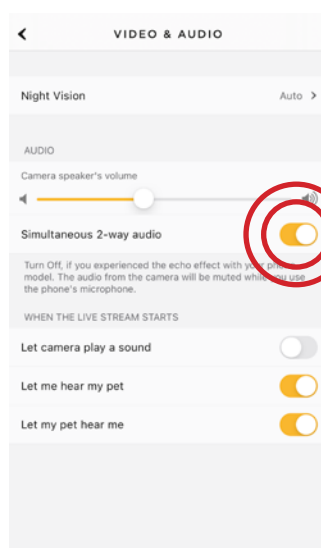 VIDEO & AUDIO
Night Vision Auto
AUDIO
Camera speaker's volume
Simultaneous 2-way audio
Turn Off, if you experienced the echo effect with your phone
model. The audio from the camera will be muted while you use
the phone's microphone.
WHEN THE LIVE STREAM STARTS
Let camera play a sound
Let me hear my pet
Let my pet hear me